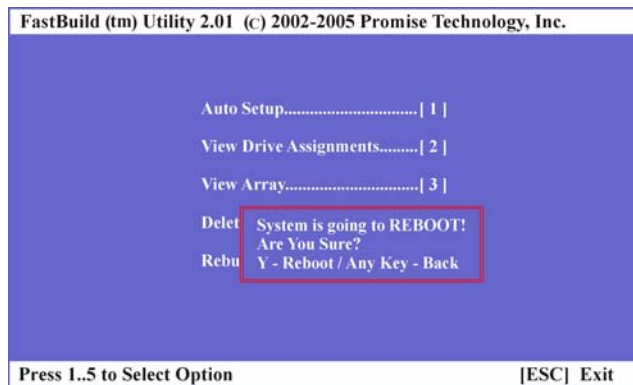 FastBuild (tm) Utility 2.01 (C) 2002-2005 Promise Technology, Inc.
Auto Setup...............................[ 1 ]
View Drive Assignments.........[ 2 ]
View Array...............................[ 3 ]
Delet
System is going to REBOOT!
Are You Sure?
Rebu
Y - Reboot / Any Key - Back
Press 1..5 to Select Option [ESC] Exit